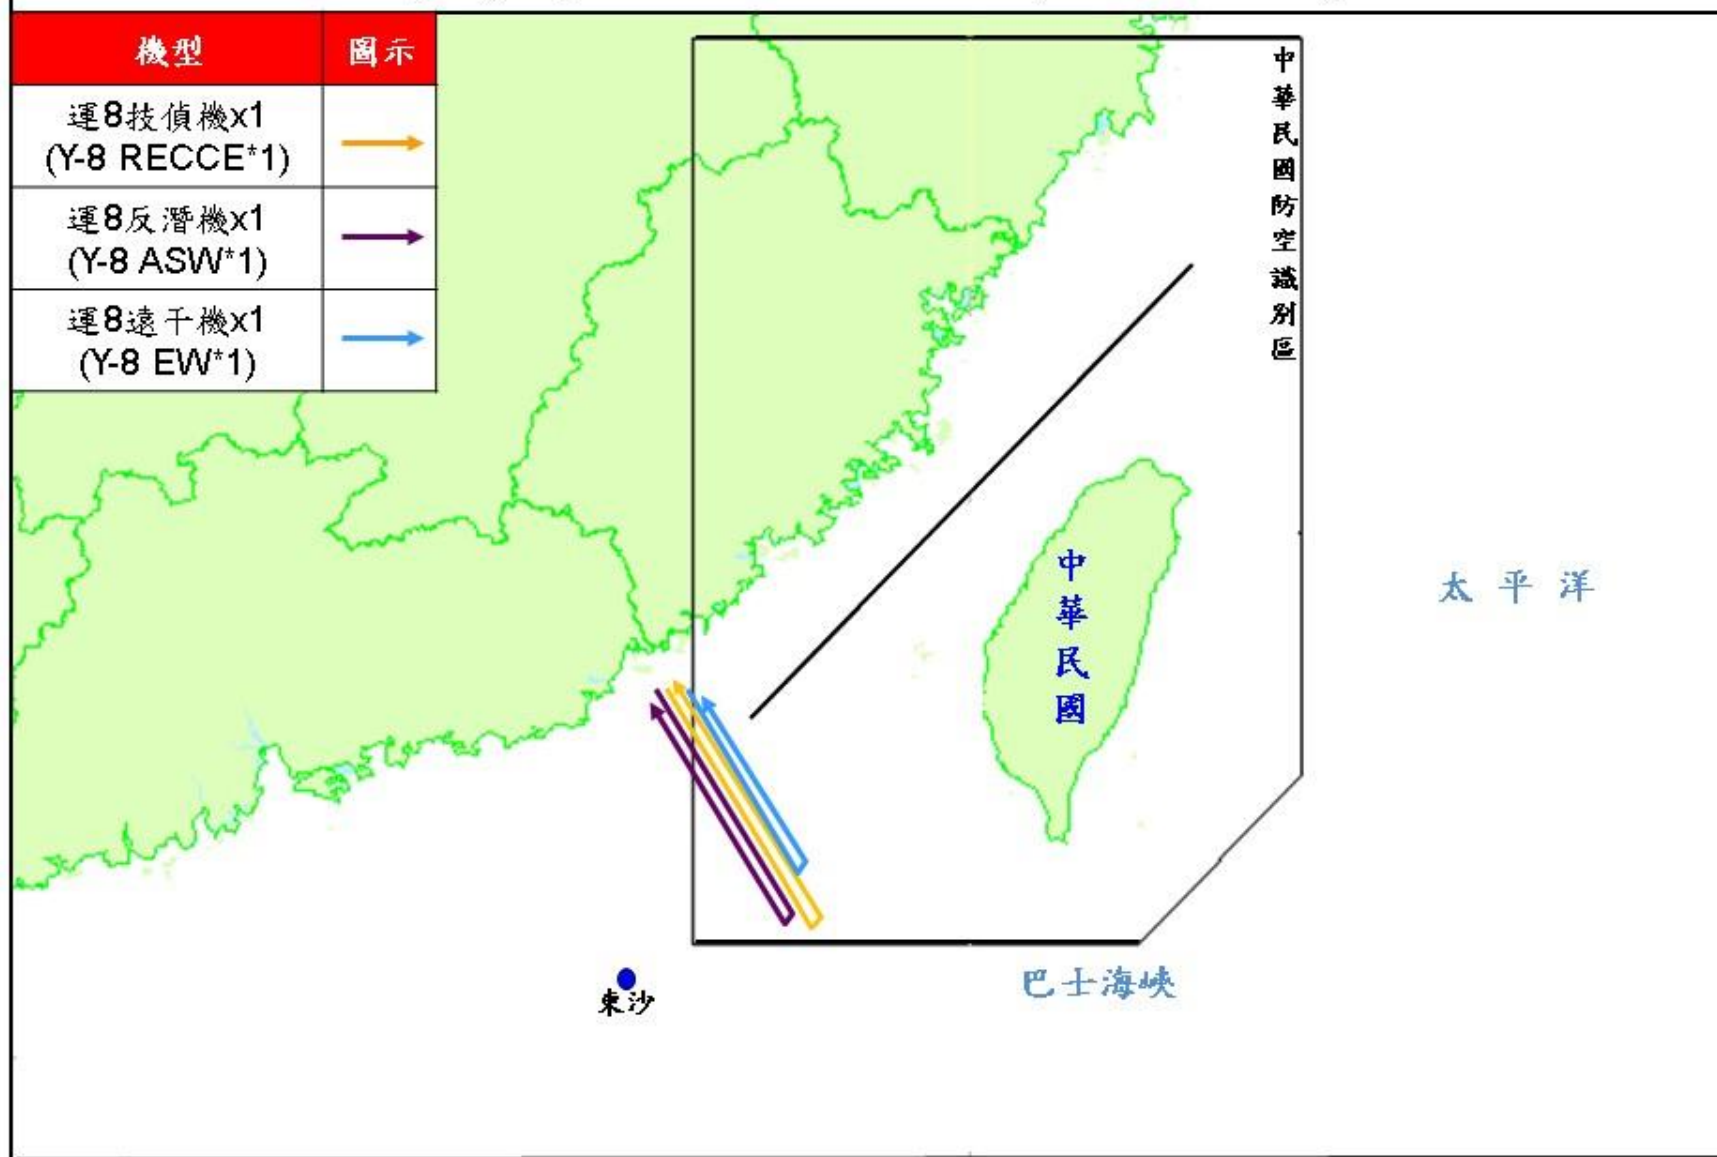 機型
圖示
運8技偵機x1
(Y-8 RECCE*1)
運8反潛機x1
(Y-8 ASW*1)
運8遠干機x1
(Y-8 EW*1)
中華民國防空識別區
中華民國
太平洋
巴士海峽
東沙